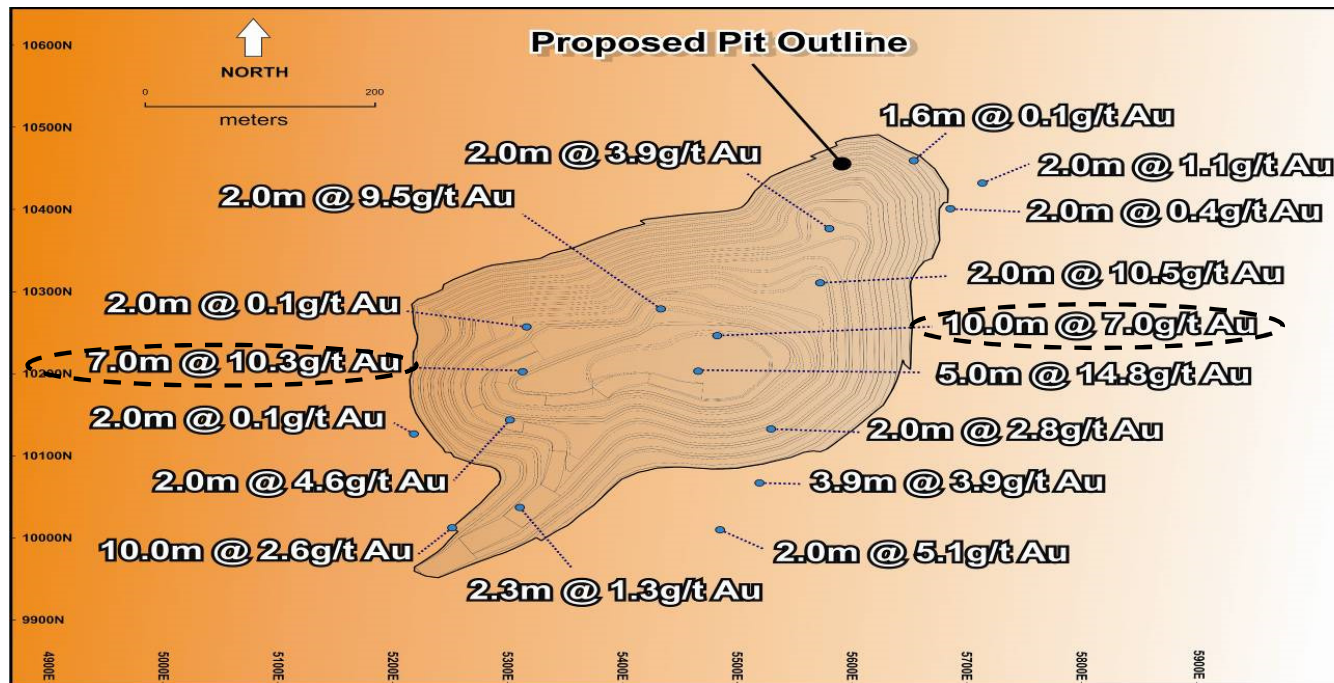 10600N
Proposed Pit Outline
NORTH
0 200
meters
10500N
1.6m @ 0.1g/t Au
2.0m @ 3.9g/t Au
2.0m @ 1.1g/t Au
2.0m @ 9.5g/t Au
10400N
2.0m @ 0.4g/t Au
2.0m @ 10.5g/t Au
10300N
2.0m @ 0.1g/t Au
10.0m @ 7.0g/t Au
7.0m @ 10.3g/t Au
10200N
5.0m @ 14.8g/t Au
2.0m @ 0.1g/t Au
2.0m @ 2.8g/t Au
10100N
2.0m @ 4.6g/t Au
3.9m @ 3.9g/t Au
10000N
10.0m @ 2.6g/t Au
2.0m @ 5.1g/t Au
2.3m @ 1.3g/t Au
9900N
4900E
5000E
5100E
5200E
5300E
5400E
5500E
5600E
5700E
5800E
5900E